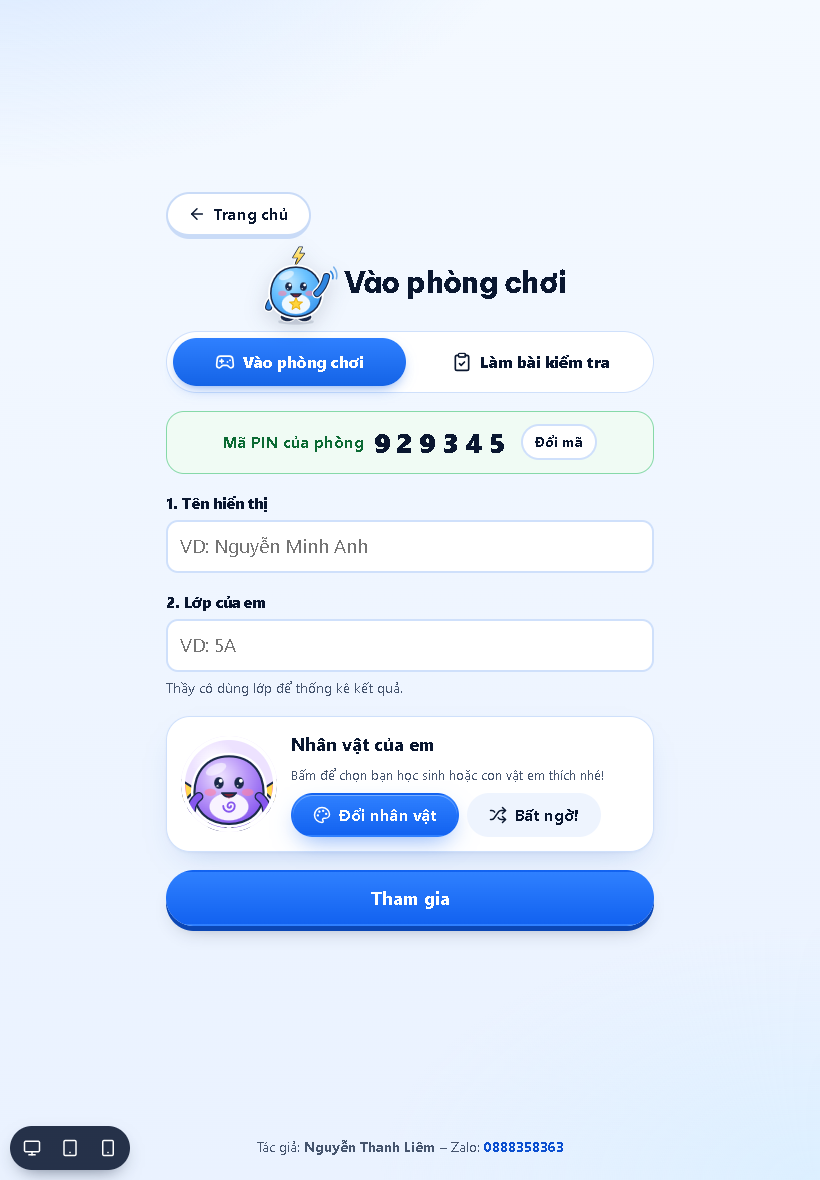 Trang chủ
Vào phòng chơi
Vào phòng chơi
Làm bài kiểm tra
Mã PIN của phòng 929345 Đổi mã
1. Tên hiển thị
VD: Nguyễn Minh Anh
2. Lớp của em
VD: 5A
Thầy cô dùng lớp để thống kê kết quả.
Nhân vật của em
Bấm để chọn bạn học sinh hoặc con vật em thích nhé!
Đổi nhân vật
Bất ngờ!
Tham gia
Tác giả: Nguyễn Thanh Liêm – Zalo: 0888358363